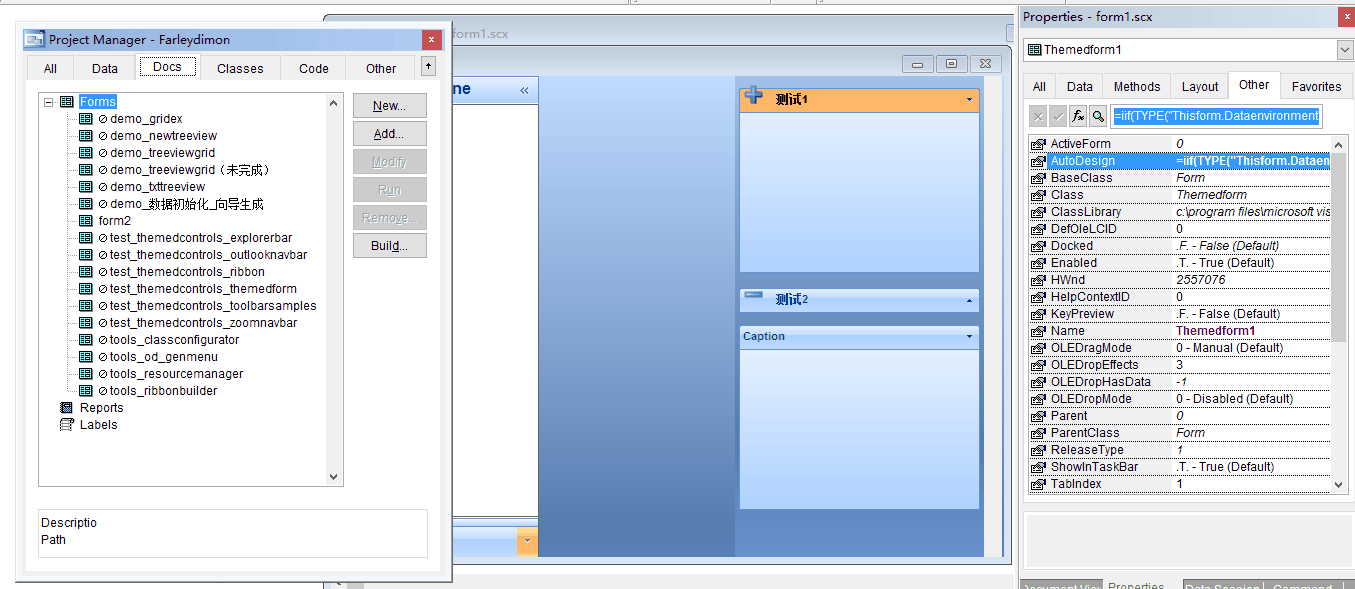 Project Manager - Farleydimon
All
Data
Docs
Classes
Code
Other
Forms
demo_gridex
demo_newtreeview
demo_treeviewgrid
demo_treeviewgrid（未完成）
demo_txttreeview
demo_数据初始化_向导生成
form2
test_themedcontrols_explorerbar
test_themedcontrols_outlooknavbar
test_themedcontrols_ribbon
test_themedcontrols_themedform
test_themedcontrols_toolbarsamples
test_themedcontrols_zoomnavbar
tools_classconfigurator
tools_od_genmenu
tools_resourcemanager
tools_ribbonbuilder
Reports
Labels
New...
Add...
Modify
Run
Remove...
Build...
Descriptio
Path
form1.scx
ne
测试1
测试2
Caption
Properties - form1.scx
Themedform1
All
Data
Methods
Layout
Other
Favorites
=iif(TYPE("Thisform.Dataenvironment
ActiveForm 0
AutoDesign =iif(TYPE("Thisform.Dataen
BaseClass Form
Class Themedform
ClassLibrary c:\program files\microsoft vis
DefOleLCID 0
Docked .F. - False (Default)
Enabled .T. - True (Default)
HWnd 2557076
HelpContextID 0
KeyPreview .F. - False (Default)
Name Themedform1
OLEDragMode 0 - Manual (Default)
OLEDropEffects 3
OLEDropHasData -1
OLEDropMode 0 - Disabled (Default)
Parent 0
ParentClass Form
ReleaseType 1
ShowInTaskBar .T. - True (Default)
TabIndex 1
Properties